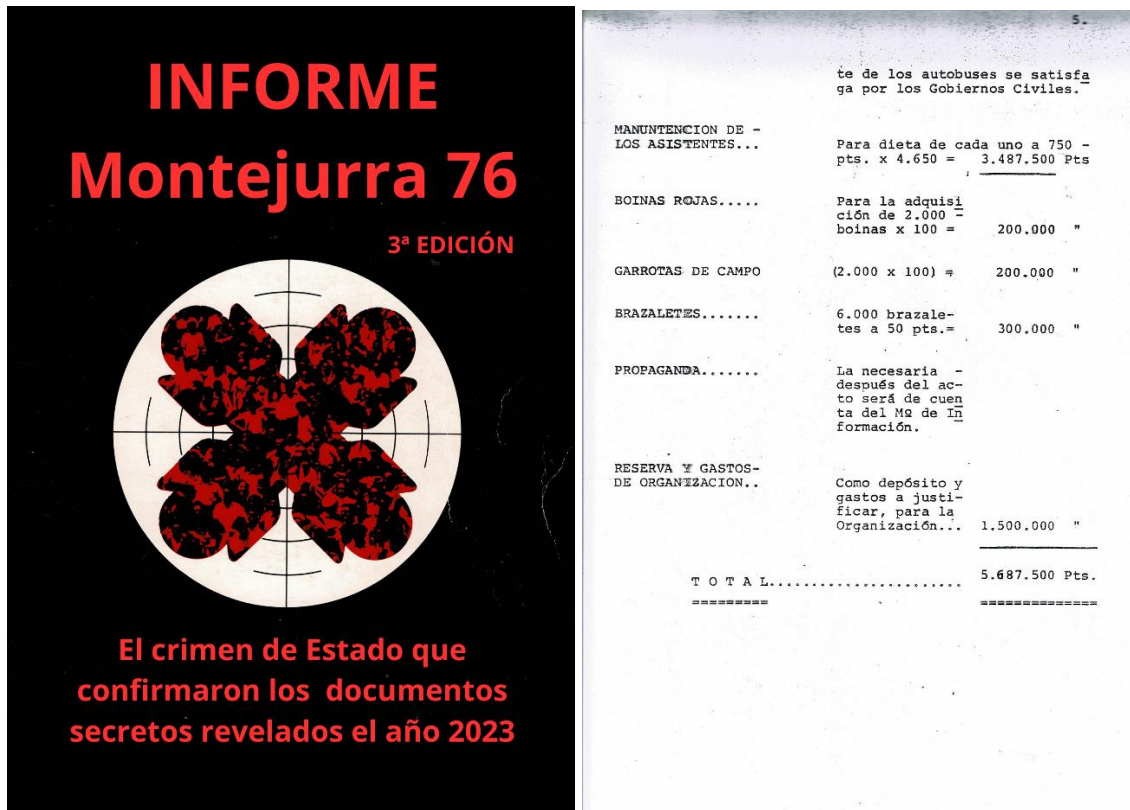 INFORME
Montejurra 76
3ª EDICIÓN
El crimen de Estado que
confirmaron los documentos
secretos revelados el año 2023
5.
te de los autobuses se satisfa
ga por los Gobiernos Civiles.
MANUNTENCION DE -
LOS ASISTENTES... Para dieta de cada uno a 750 -
pts. x 4.650 = 3.487.500 Pts
BOINAS ROJAS..... Para la adquisi
ción de 2.000 -
boinas x 100 = 200.000 "
GARROTAS DE CAMPO (2.000 x 100) = 200.000 "
BRAZALETES....... 6.000 brazale-
tes a 50 pts.= 300.000 "
PROPAGANDA....... La necesaria -
después del ac-
to será de cuen
ta del Mº de In
formación.
RESERVA Y GASTOS-
DE ORGANIZACION.. Como depósito y
gastos a justi-
ficar, para la
Organización... 1.500.000 "
T O T A L....................... 5.687.500 Pts.